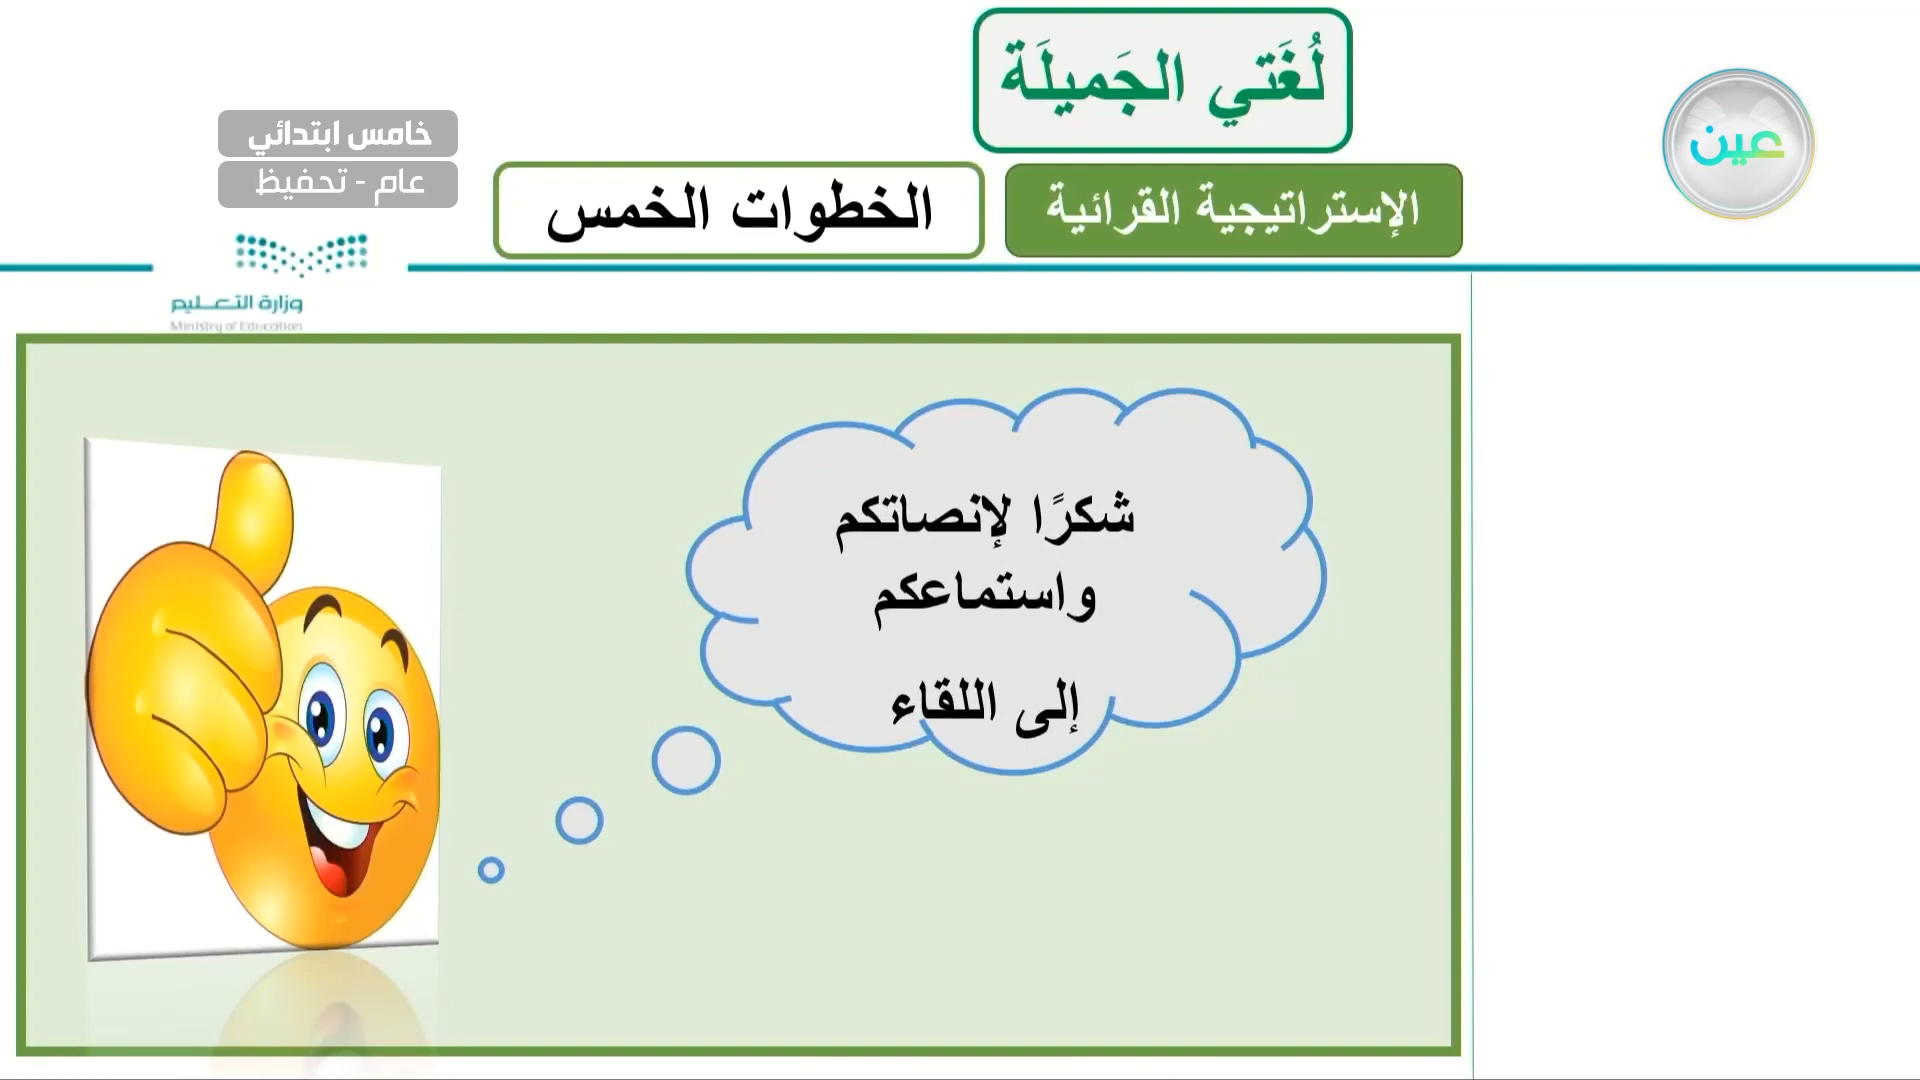 لُغَتي الجَميلَة
عين
خامس ابتدائي
عام - تحفيظ
الإستراتيجية القرائية
الخطوات الخمس
وزارة التعليم
Ministry of Education
شكرًا لإنصاتكم
واستماعكم
إلى اللقاء